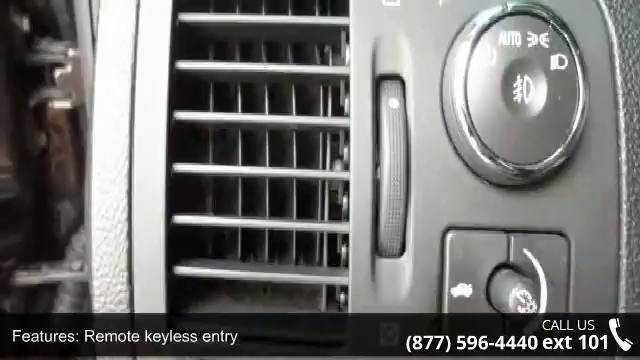 AUTO
CALL US
Features: Remote keyless entry
(877) 596-4440 ext 101